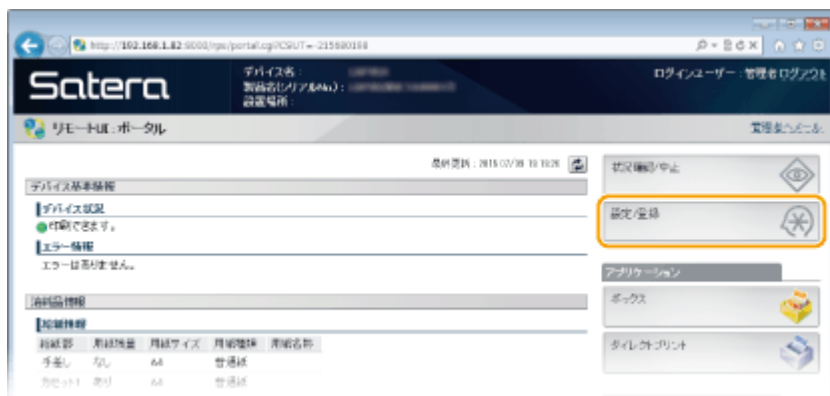 http://192.168.1.82:8000/rps/portal.cgi?CSUT=-215680198
Satera
デバイス名 :
製品名(シリアルNo.) :
設置場所 :
ログインユーザー : 管理者 ログアウト
リモートUI : ポータル
管理者へメール
最終更新 :
状況確認/中止
デバイス基本情報
設定/登録
デバイス状況
印刷できます。
エラー情報
エラーはありません。
アプリケーション
消耗品情報
ボックス
給紙情報
給紙部 用紙残量 用紙サイズ 用紙種類 用紙名称
手差し なし A4 普通紙
ダイレクトプリント
カセット1 あり A4 普通紙